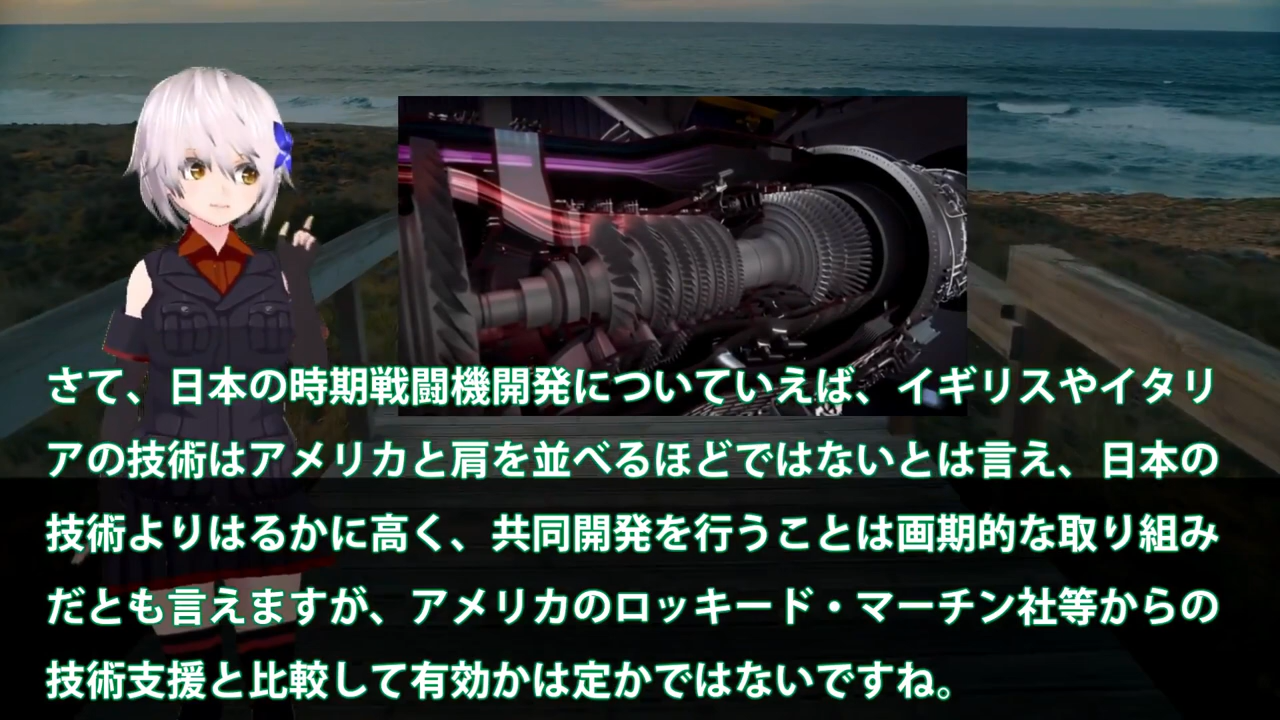 さて、日本の時期戦闘機開発についていえば、イギリスやイタリ
アの技術はアメリカと肩を並べるほどではないとは言え、日本の
技術よりはるかに高く、共同開発を行うことは画期的な取り組み
だとも言えますが、アメリカのロッキード・マーチン社等からの
技術支援と比較して有効かは定かではないですね。